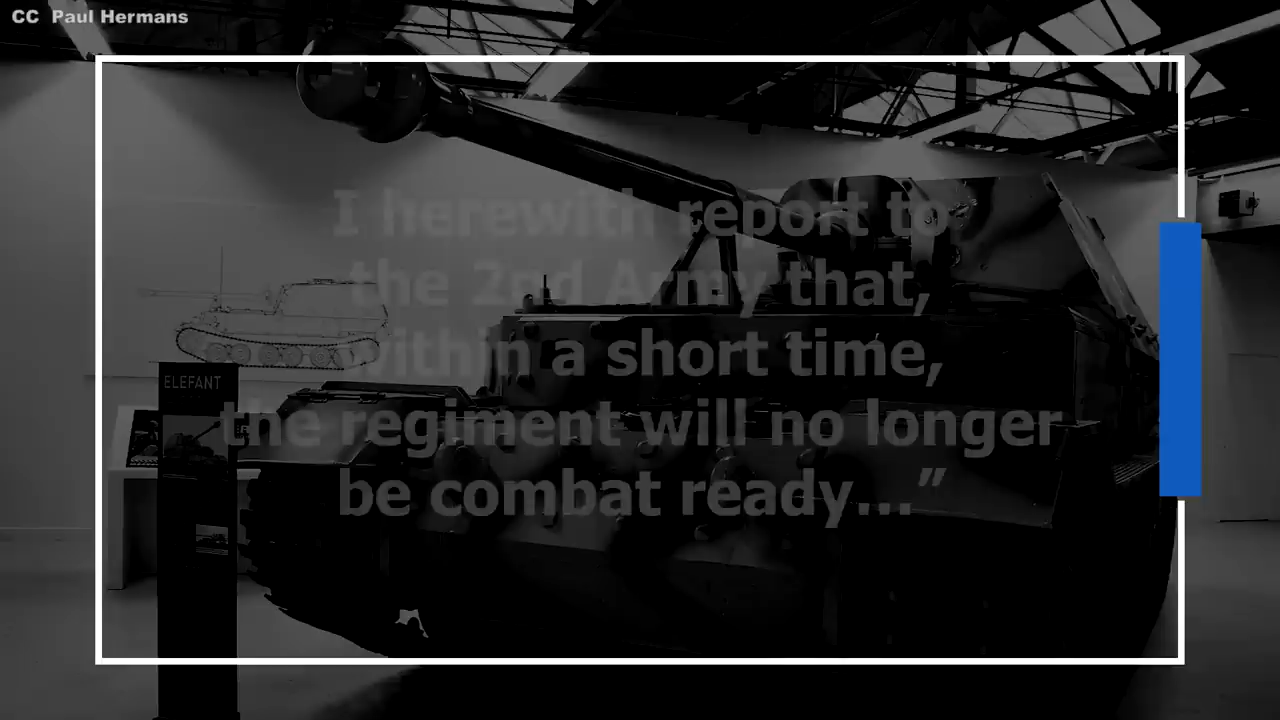 CC Paul Hermans
I herewith report to
the 2nd Army that,
within a short time,
ELEFANT
the regiment will no longer
be combat ready...”